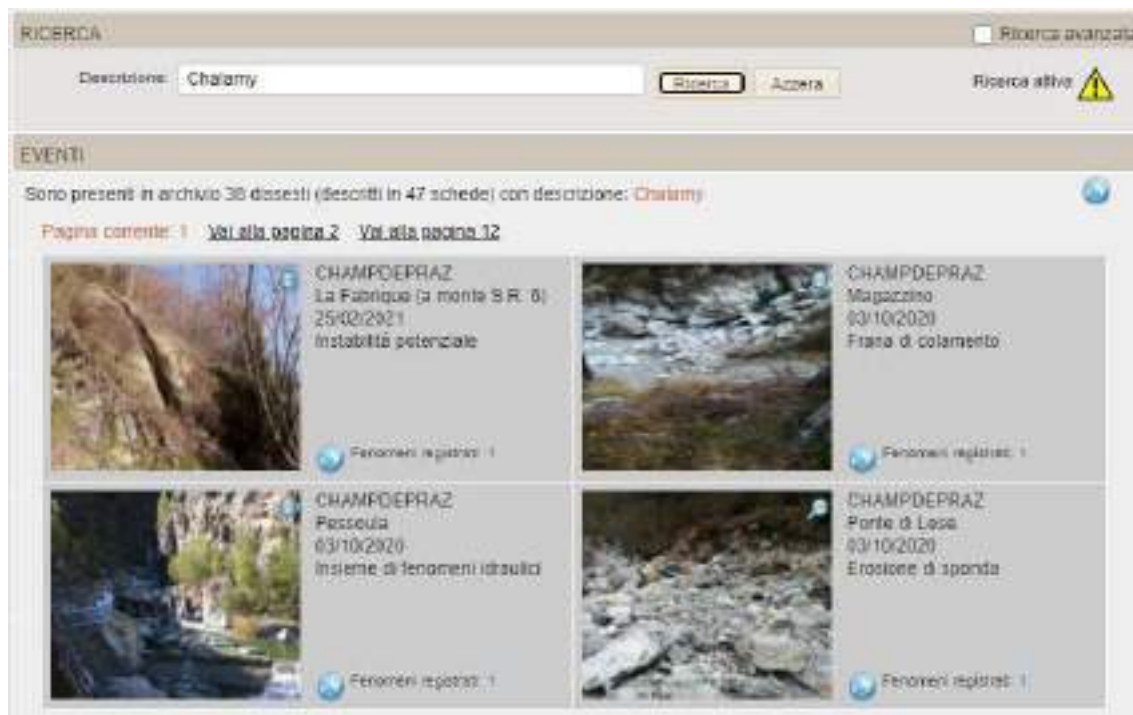 RICERCA
Ricerca avanzata
Descrizione: Chalamy Ricerca Azzera Ricerca attiva
EVENTI
Sono presenti in archivio 38 dissesti (descritti in 47 schede) con descrizione: Chalamy
Pagina corrente: 1 Vai alla pagina 2 Vai alla pagina 12
CHAMPDEPRAZ
La Fabrique (a monte S.R. 6)
25/02/2021
Instabilità potenziale
Fenomeni registrati: 1
CHAMPDEPRAZ
Magazzino
03/10/2020
Frana di colamento
Fenomeni registrati: 1
CHAMPDEPRAZ
Pessoula
03/10/2020
Insieme di fenomeni idraulici
Fenomeni registrati: 1
CHAMPDEPRAZ
Ponte di Lese
03/10/2020
Erosione di sponda
Fenomeni registrati: 1